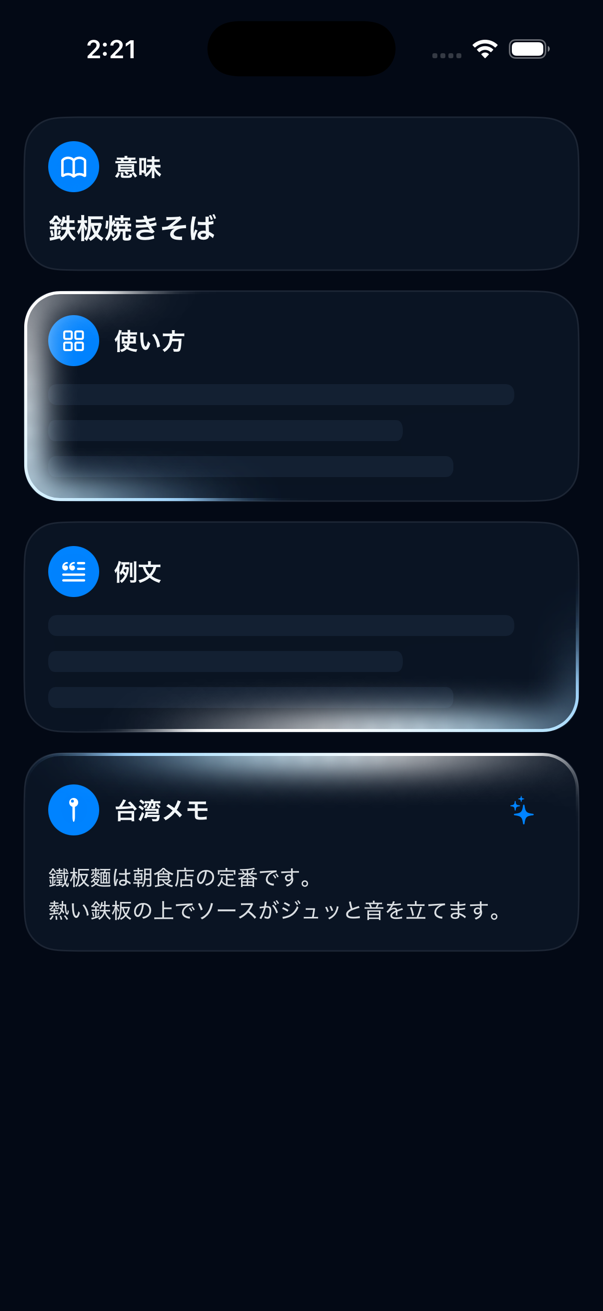 2:21
意味
鉄板焼きそば
使い方
例文
台湾メモ
鐵板麵は朝食店の定番です。
熱い鉄板の上でソースがジュッと音を立てます。